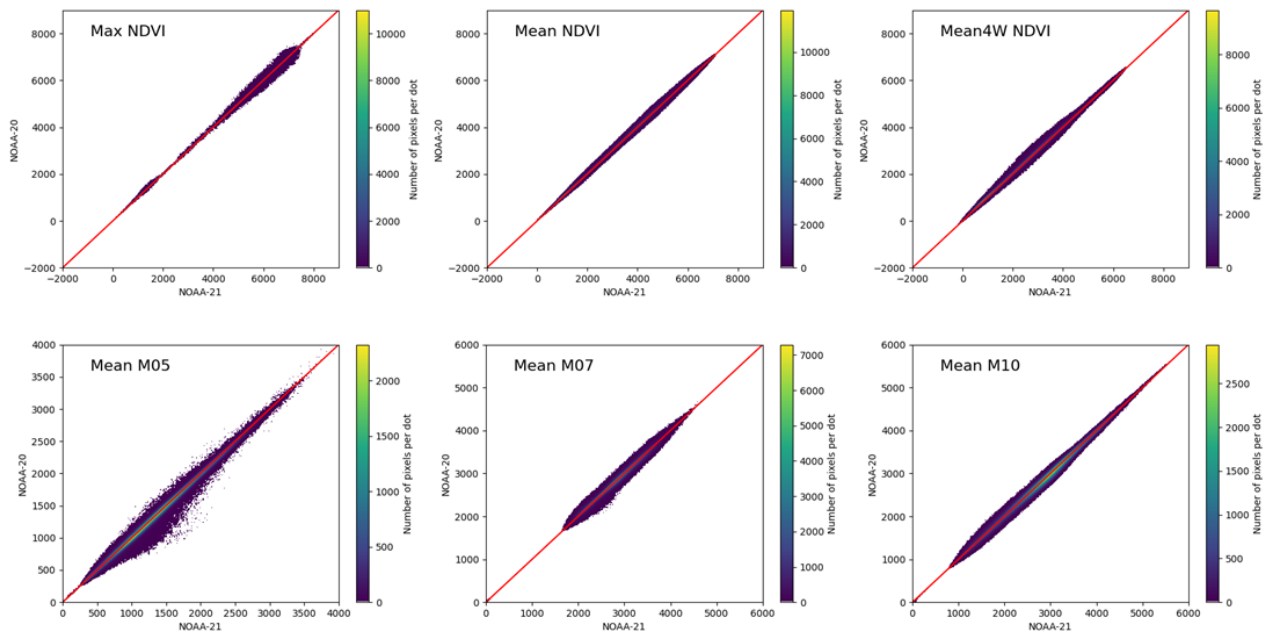 Max NDVI
8000
6000
4000
2000
0
−2000
NOAA-20
−2000 0 2000 4000 6000 8000
NOAA-21
10000
8000
6000
4000
2000
0
Number of pixels per dot
Mean NDVI
8000
6000
4000
2000
0
−2000
NOAA-20
−2000 0 2000 4000 6000 8000
NOAA-21
10000
8000
6000
4000
2000
0
Number of pixels per dot
Mean4W NDVI
8000
6000
4000
2000
0
−2000
NOAA-20
−2000 0 2000 4000 6000 8000
NOAA-21
8000
6000
4000
2000
0
Number of pixels per dot
Mean M05
4000
3500
3000
2500
2000
1500
1000
500
0
NOAA-20
0 500 1000 1500 2000 2500 3000 3500 4000
NOAA-21
2000
1500
1000
500
0
Number of pixels per dot
Mean M07
6000
5000
4000
3000
2000
1000
0
NOAA-20
0 1000 2000 3000 4000 5000 6000
NOAA-21
7000
6000
5000
4000
3000
2000
1000
0
Number of pixels per dot
Mean M10
6000
5000
4000
3000
2000
1000
0
NOAA-20
0 1000 2000 3000 4000 5000 6000
NOAA-21
2500
2000
1500
1000
500
0
Number of pixels per dot